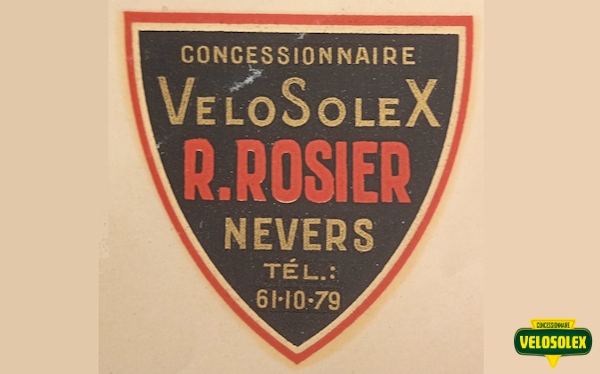 CONCESSIONNAIRE
VELOSOLEX
R.ROSIER
NEVERS
TÉL.:
61·10·79
CONCESSIONNAIRE
VELOSOLEX